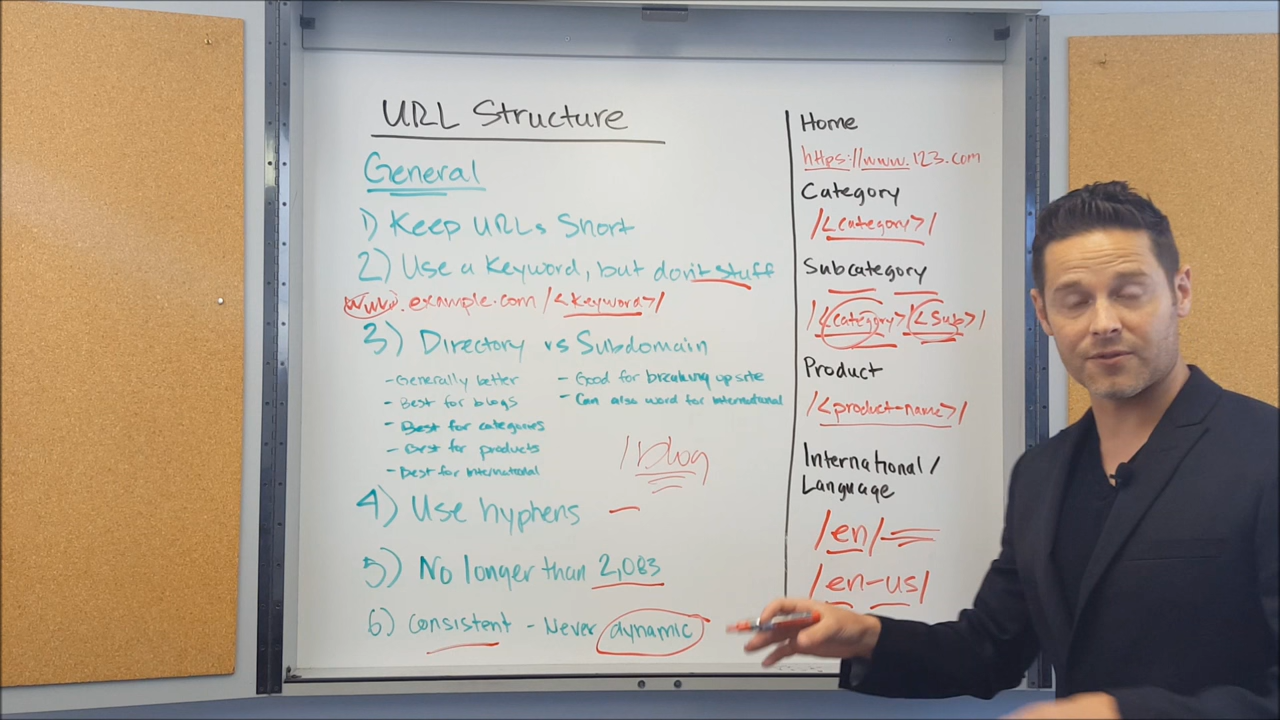 URL Structure
General
1) Keep URLs Short
2) Use a Keyword, but don't stuff
www.example.com/<Keyword>/
3) Directory vs Subdomain
- Generally better
- Best for blogs
- Best for categories
- Best for products
- Best for International
- Good for breaking up site
- Can also word for International
/blog
4) Use hyphens -
5) No longer than 2,083
6) Consistent - Never dynamic
Home
https://www.123.com
Category
/<category>/
Subcategory
/<category>/<sub>/
Product
/<product-name>/
International/
Language
/en/
/en-us/